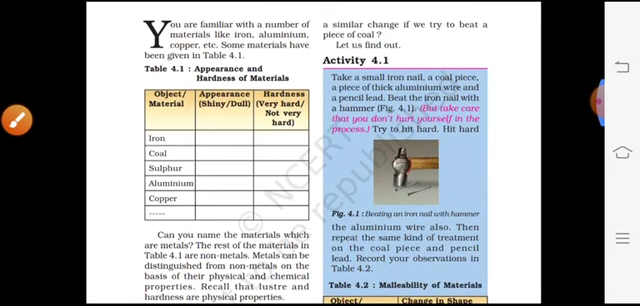 You are familiar with a number of
materials like iron, aluminium,
copper, etc. Some materials have
been given in Table 4.1.
Table 4.1 : Appearance and
Hardness of Materials
Object/ Material
Appearance (Shiny/Dull)
Hardness (Very hard/ Not very hard)
Iron
Coal
Sulphur
Aluminium
Copper
-----
Can you name the materials which
are metals? The rest of the materials in
Table 4.1 are non-metals. Metals can be
distinguished from non-metals on the
basis of their physical and chemical
properties. Recall that lustre and
hardness are physical properties.
a similar change if we try to beat a
piece of coal ?
Let us find out.
Activity 4.1
Take a small iron nail, a coal piece,
a piece of thick aluminium wire and
a pencil lead. Beat the iron nail with
a hammer (Fig. 4.1). (But take care
that you don't hurt yourself in the
process.) Try to hit hard. Hit hard
Fig. 4.1 : Beating an iron nail with hammer
the aluminium wire also. Then
repeat the same kind of treatment
on the coal piece and pencil
lead. Record your observations in
Table 4.2.
Table 4.2 : Malleability of Materials
Object/
Change in Shape
© NCERT
republished